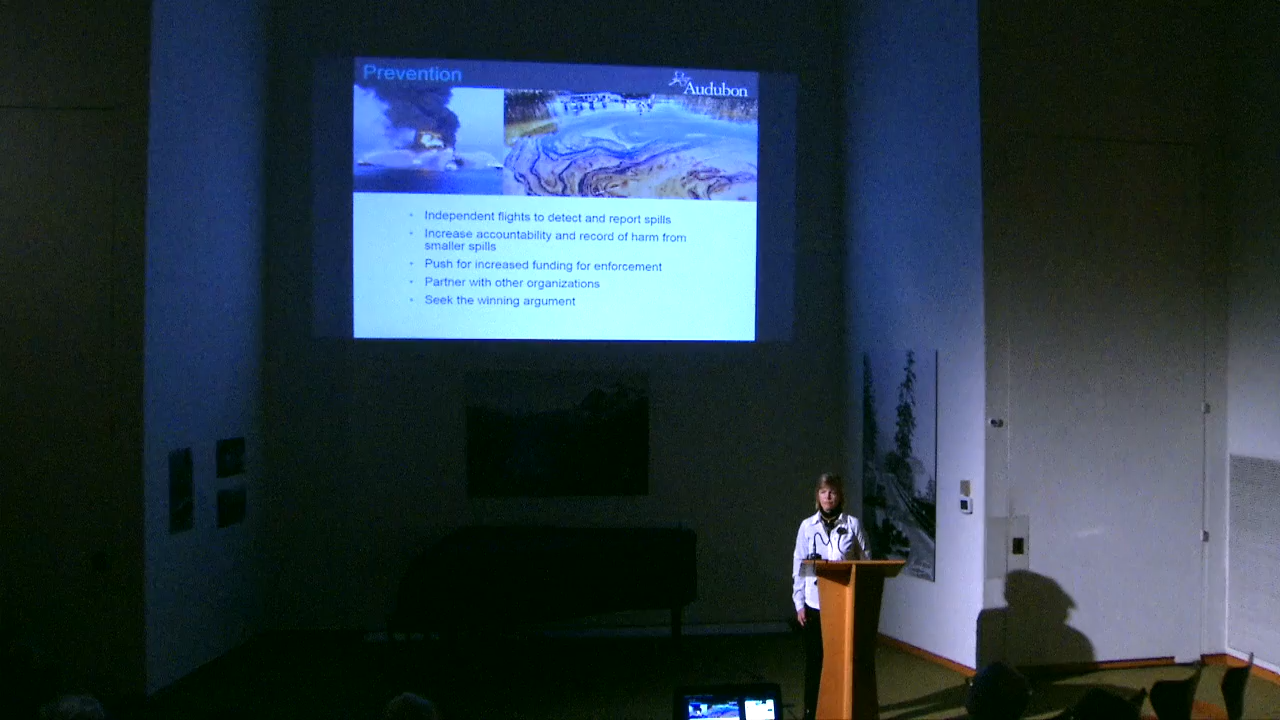 Prevention
Audubon
Independent flights to detect and report spills
Increase accountability and record of harm from
smaller spills
Push for increased funding for enforcement
Partner with other organizations
Seek the winning argument